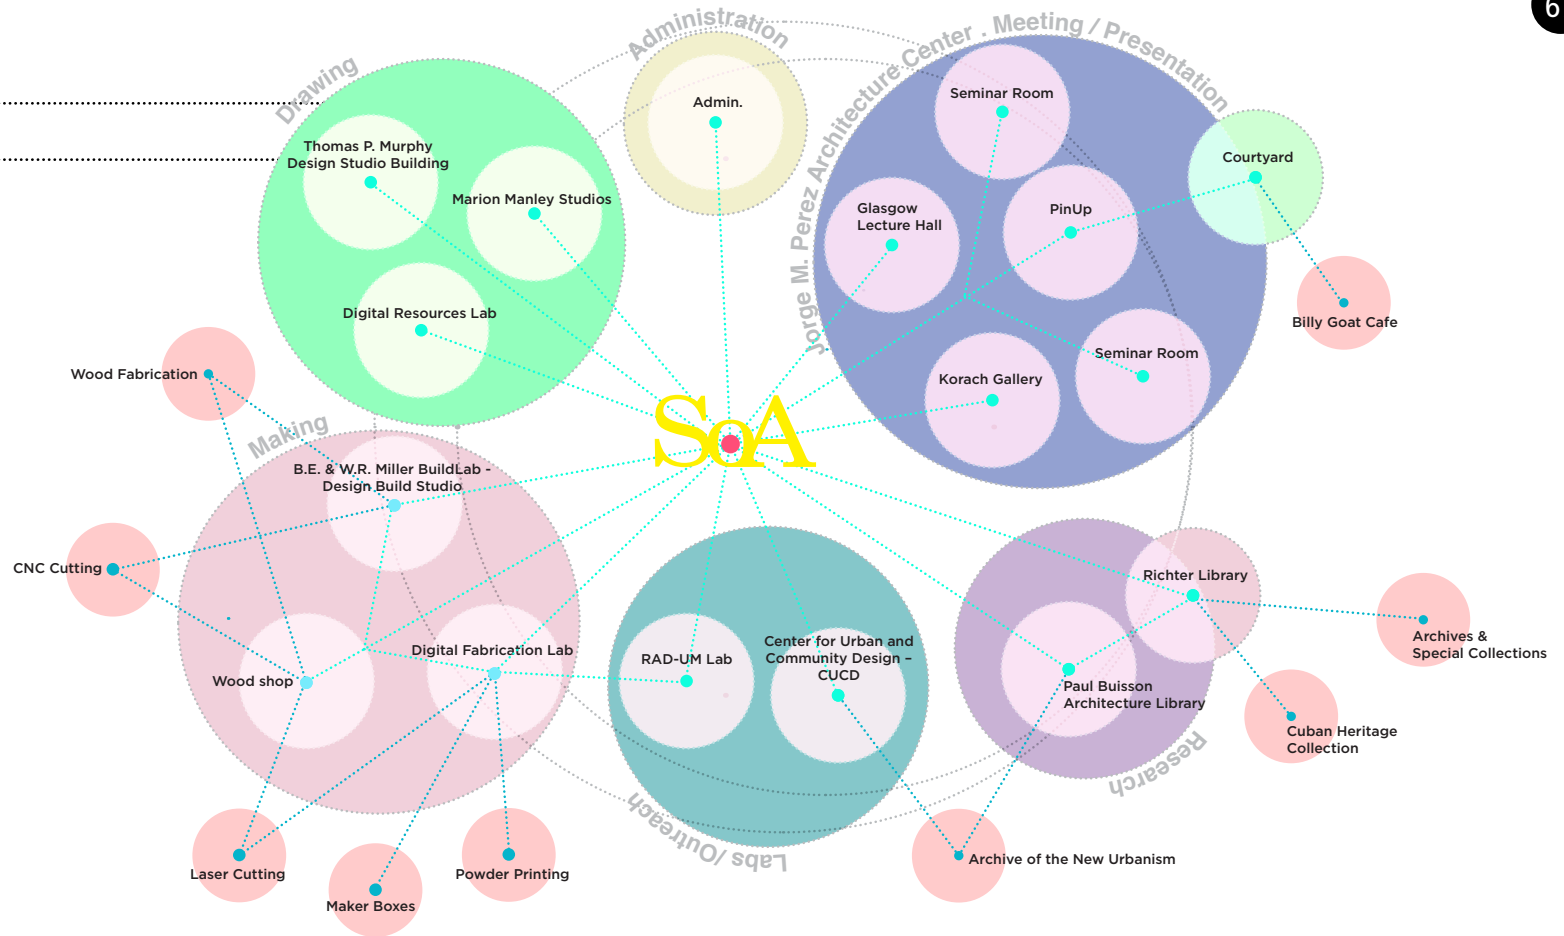 6
Administration
Jorge M. Perez Architecture Center . Meeting / Presentation
Drawing
Admin.
Seminar Room
Thomas P. Murphy
Design Studio Building
Courtyard
Marion Manley Studios
Glasgow
Lecture Hall
PinUp
Digital Resources Lab
Billy Goat Cafe
Seminar Room
Wood Fabrication
Korach Gallery
SoA
Making
B.E. & W.R. Miller BuildLab -
Design Build Studio
CNC Cutting
Richter Library
Digital Fabrication Lab
RAD-UM Lab
Center for Urban and
Community Design –
CUCD
Archives &
Special Collections
Wood shop
Paul Buisson
Architecture Library
Cuban Heritage
Collection
Research
Labs/Outreach
Archive of the New Urbanism
Laser Cutting
Powder Printing
Maker Boxes